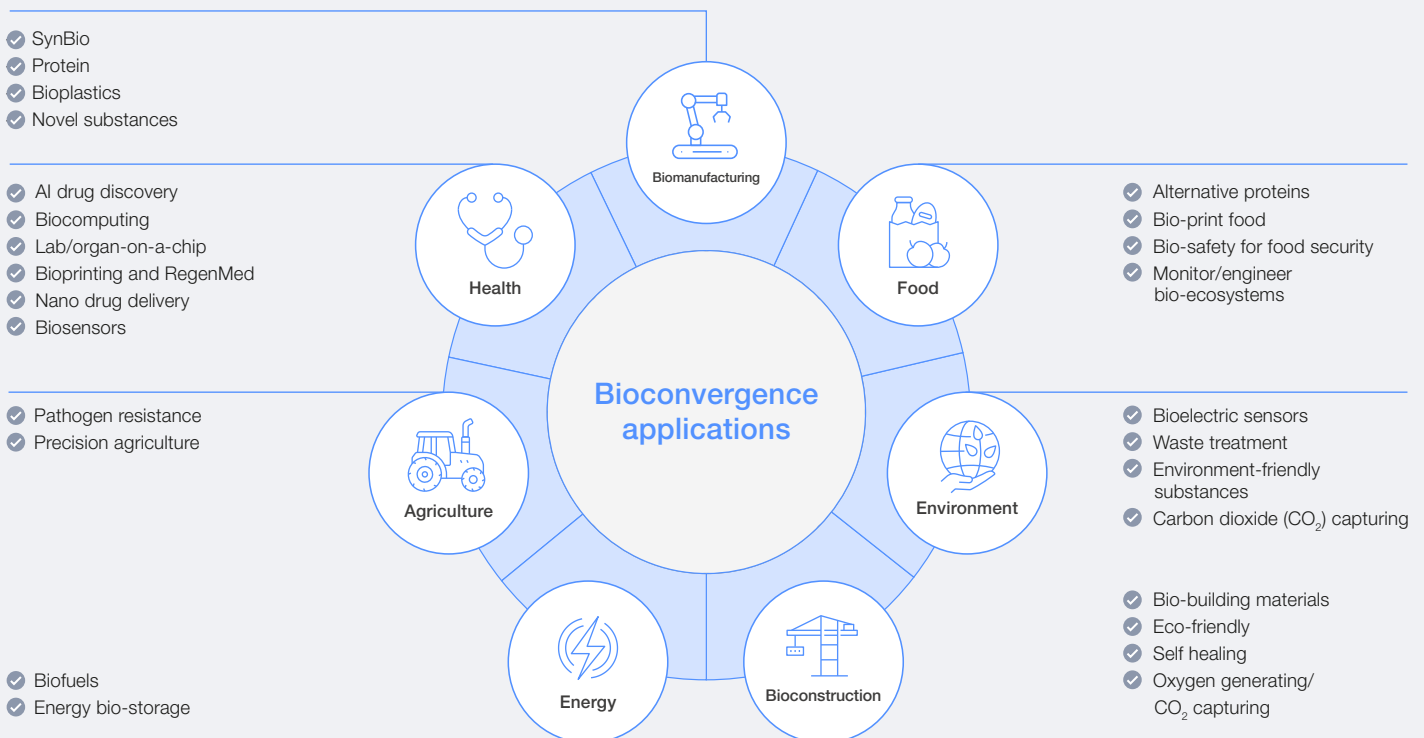 SynBio
Protein
Bioplastics
Novel substances
Biomanufacturing
AI drug discovery
Biocomputing
Lab/organ-on-a-chip
Bioprinting and RegenMed
Nano drug delivery
Biosensors
Health
Food
Alternative proteins
Bio-print food
Bio-safety for food security
Monitor/engineer
bio-ecosystems
Bioconvergence
applications
Pathogen resistance
Precision agriculture
Agriculture
Environment
Bioelectric sensors
Waste treatment
Environment-friendly
substances
Carbon dioxide (CO₂) capturing
Biofuels
Energy bio-storage
Energy
Bioconstruction
Bio-building materials
Eco-friendly
Self healing
Oxygen generating/
CO₂ capturing